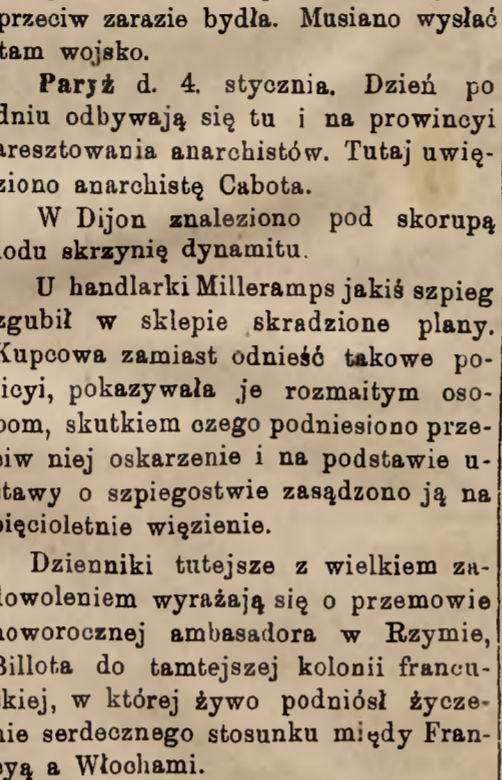 przeciw zarazie bydła. Musiano wysłać
tam wojsko.
Paryż d. 4. stycznia. Dzień po
dniu odbywają się tu i na prowincyi
aresztowania anarchistów. Tutaj uwię-
ziono anarchistę Cabota.
W Dijon znaleziono pod skorupą
lodu skrzynię dynamitu.
U handlarki Milleramps jakiś szpieg
zgubił w sklepie skradzione plany.
Kupcowa zamiast odnieść takowe po-
licyi, pokazywała je rozmaitym oso-
bom, skutkiem czego podniesiono prze-
ciw niej oskarzenie i na podstawie u-
stawy o szpiegostwie zasądzono ją na
pięcioletnie więzienie.
Dzienniki tutejsze z wielkiem za-
dowoleniem wyrażają się o przemowie
noworocznej ambasadora w Rzymie,
Billota do tamtejszej kolonii francu-
skiej, w której żywo podniósł życze-
nie serdecznego stosunku między Fran-
cyą a Włochami.